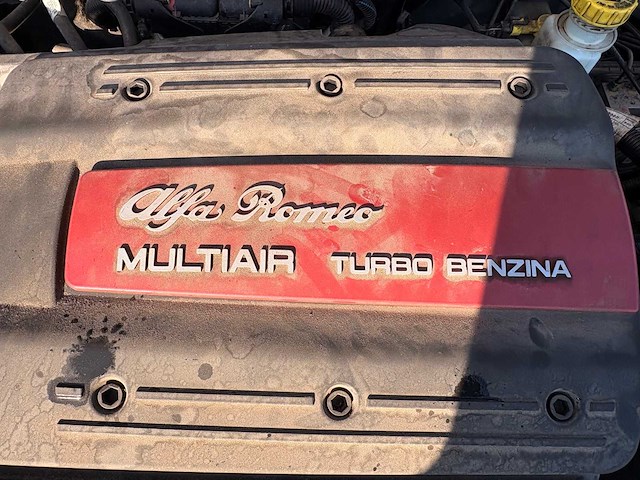 Alfa Romeo
MULTIAIR TURBO BENZINA